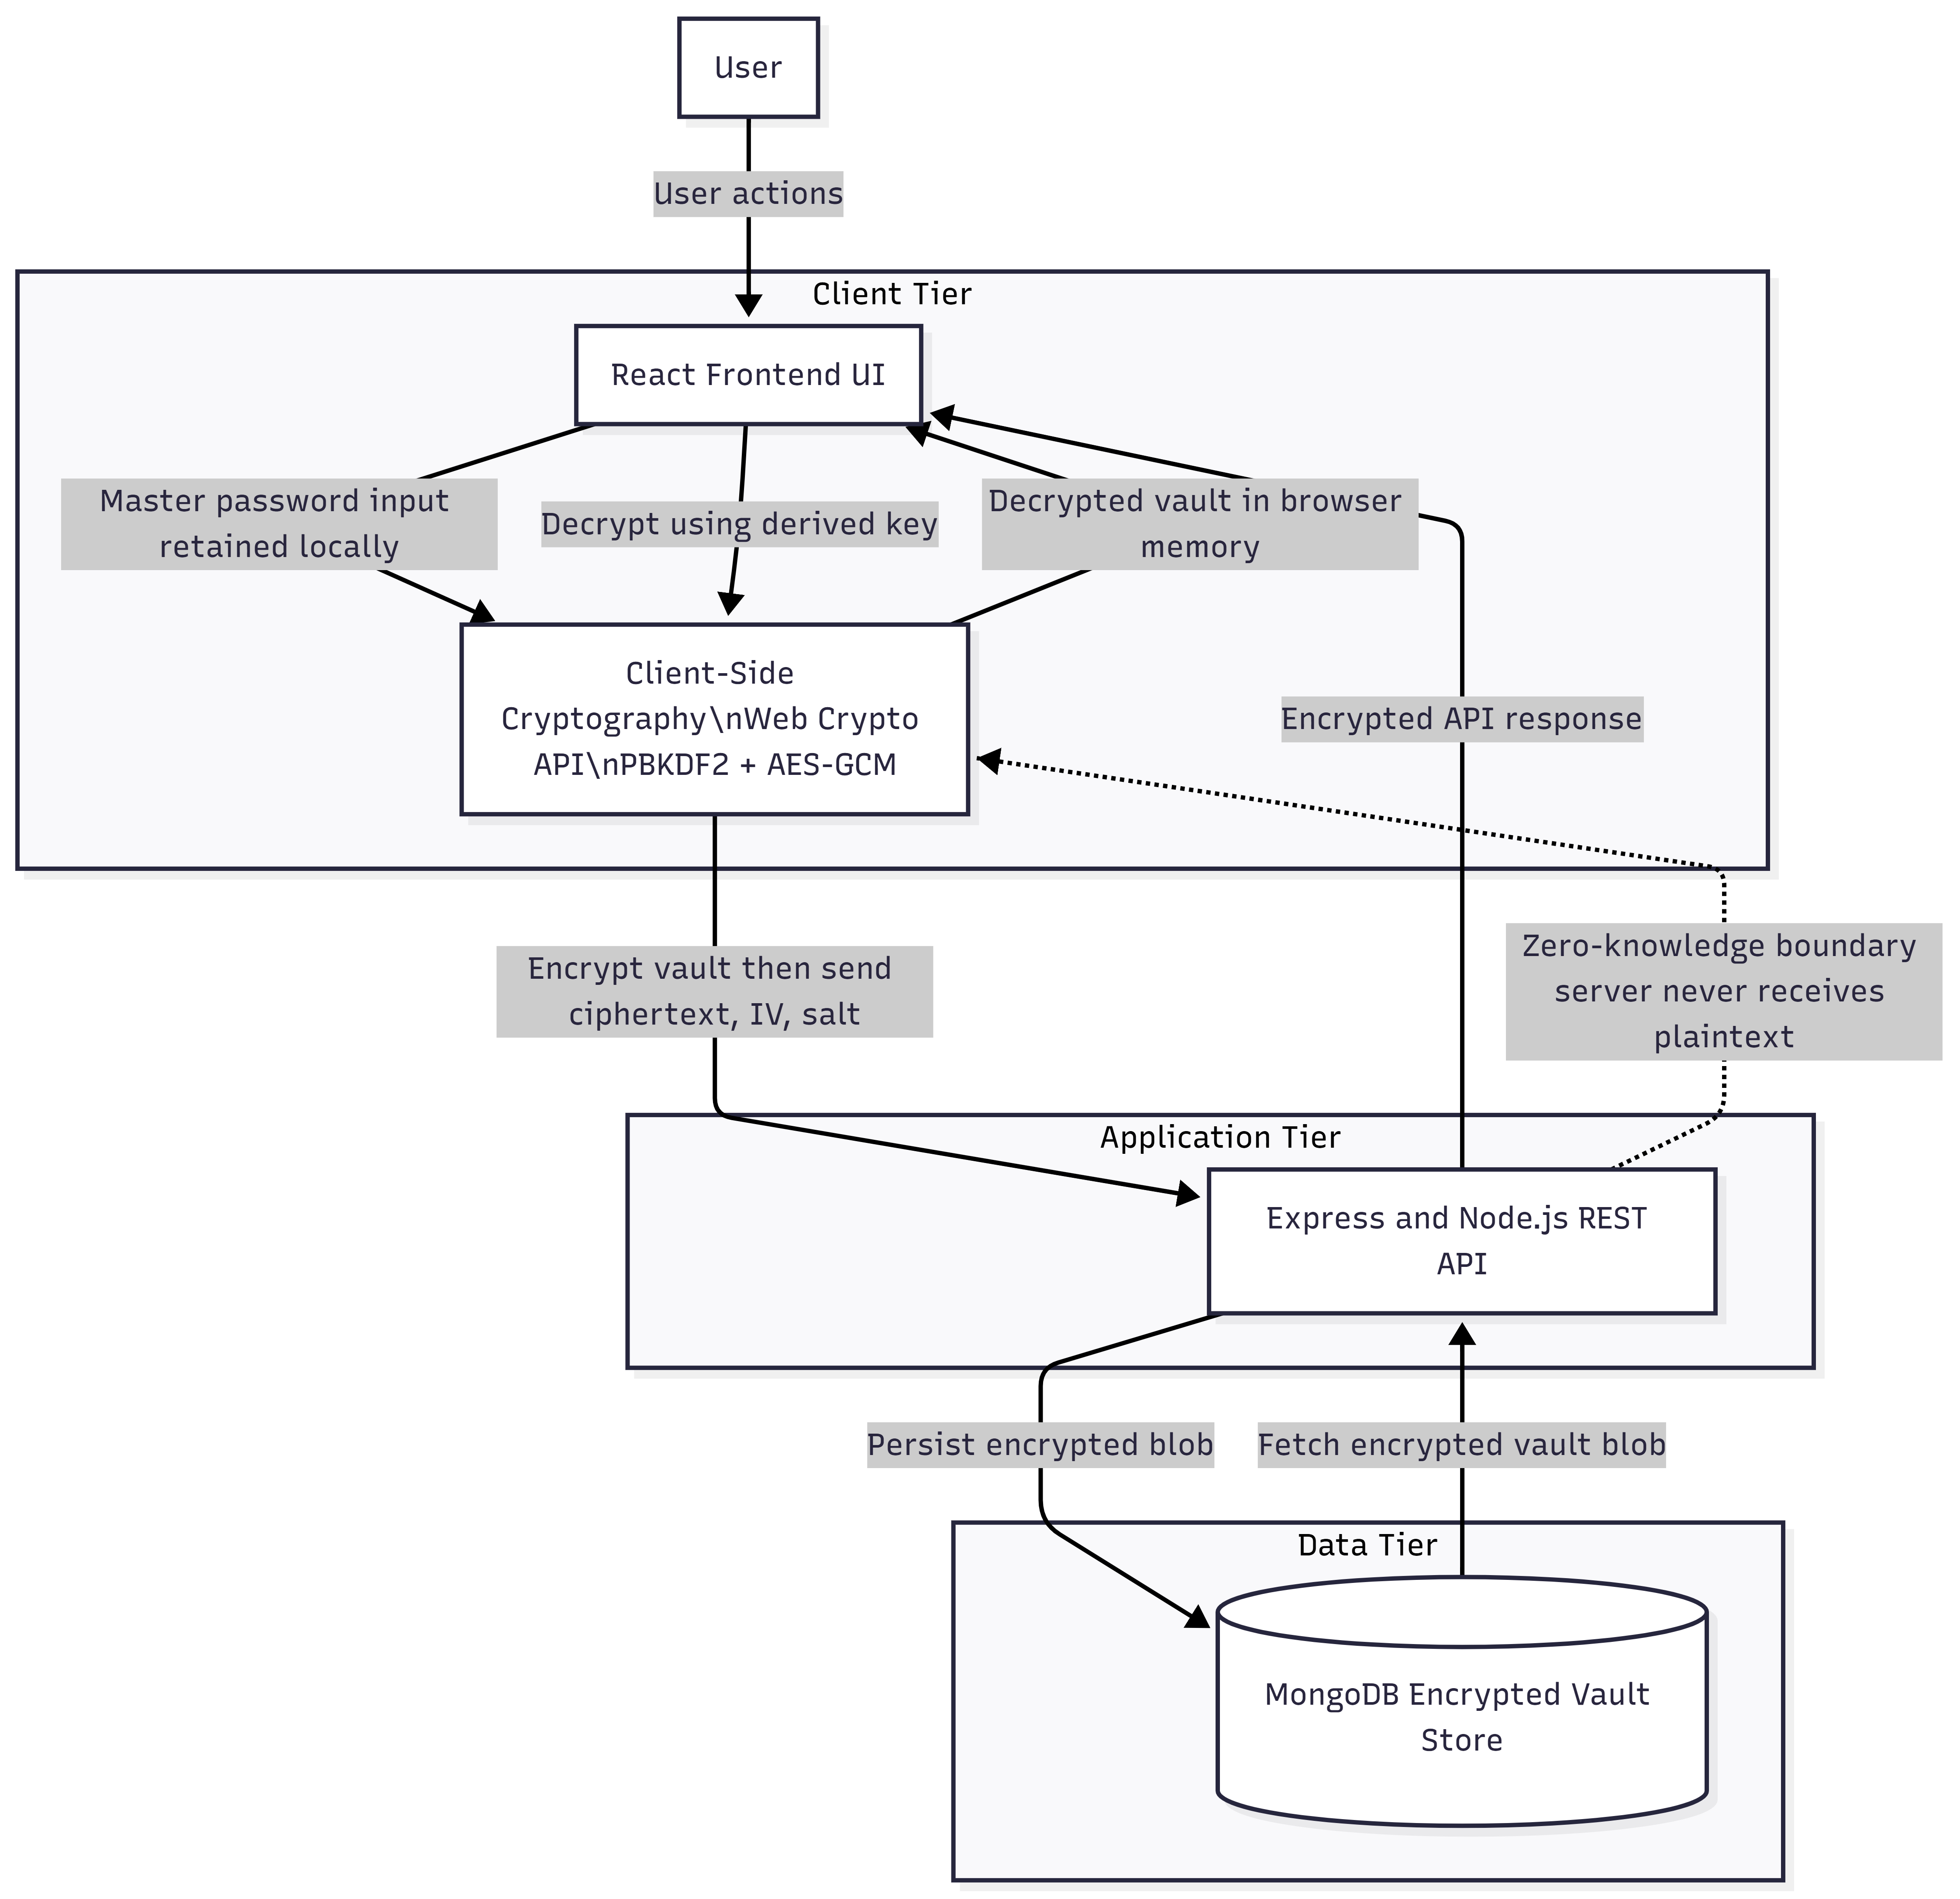 User
User actions
Client Tier
React Frontend UI
Master password input
retained locally
Decrypt using derived key
Decrypted vault in browser
memory
Client-Side
Cryptography\nWeb Crypto
API\nPBKDF2 + AES-GCM
Encrypted API response
Encrypt vault then send
ciphertext, IV, salt
Zero-knowledge boundary
server never receives
plaintext
Application Tier
Express and Node.js REST
API
Persist encrypted blob
Fetch encrypted vault blob
Data Tier
MongoDB Encrypted Vault
Store